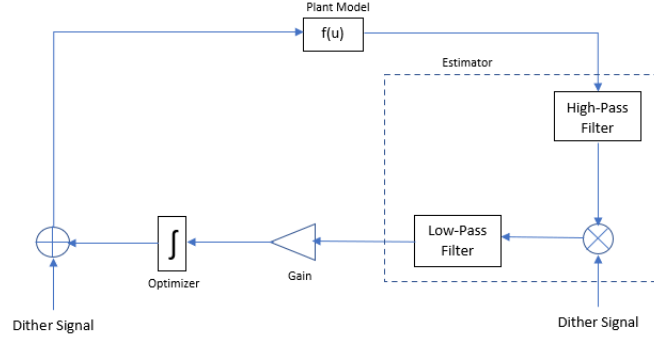 Plant Model
f(u)
Estimator
High-Pass
Filter
Low-Pass
Filter
∫
Gain
Optimizer
Dither Signal
Dither Signal